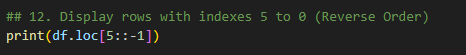 ## 12. Display rows with indexes 5 to 0 (Reverse Order)
print(df.loc[5::-1])